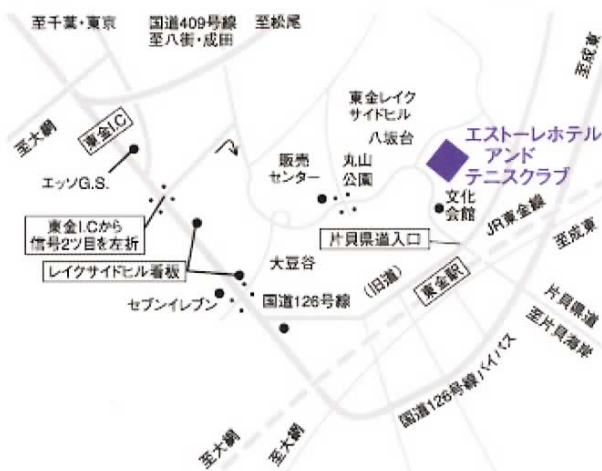 至千葉・東京
国道409号線
至八街・成田
至松尾
至成東
東金レイク
サイドヒル
八坂台
エストーレホテル
アンド
テニスクラブ
至大網
東金I.C
エッソG.S.
販売
センター
丸山
公園
文化
会館
JR東金線
至成東
東金I.Cから
信号2ツ目を左折
片貝県道入口
レイクサイドヒル看板
大豆谷
(旧道)
東金駅
セブンイレブン
国道126号線
片貝県道
至片貝海岸
国道126号線バイパス
至大網
至大網